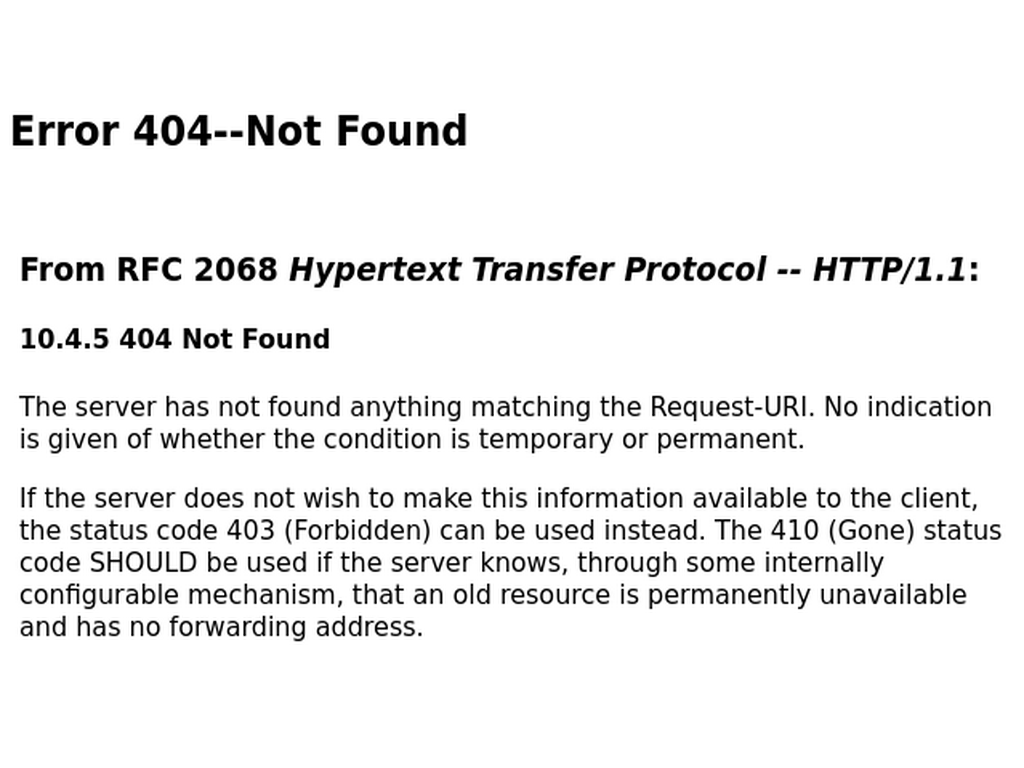 Error 404--Not Found
From RFC 2068 Hypertext Transfer Protocol -- HTTP/1.1:
10.4.5 404 Not Found
The server has not found anything matching the Request-URI. No indication
is given of whether the condition is temporary or permanent.
If the server does not wish to make this information available to the client,
the status code 403 (Forbidden) can be used instead. The 410 (Gone) status
code SHOULD be used if the server knows, through some internally
configurable mechanism, that an old resource is permanently unavailable
and has no forwarding address.